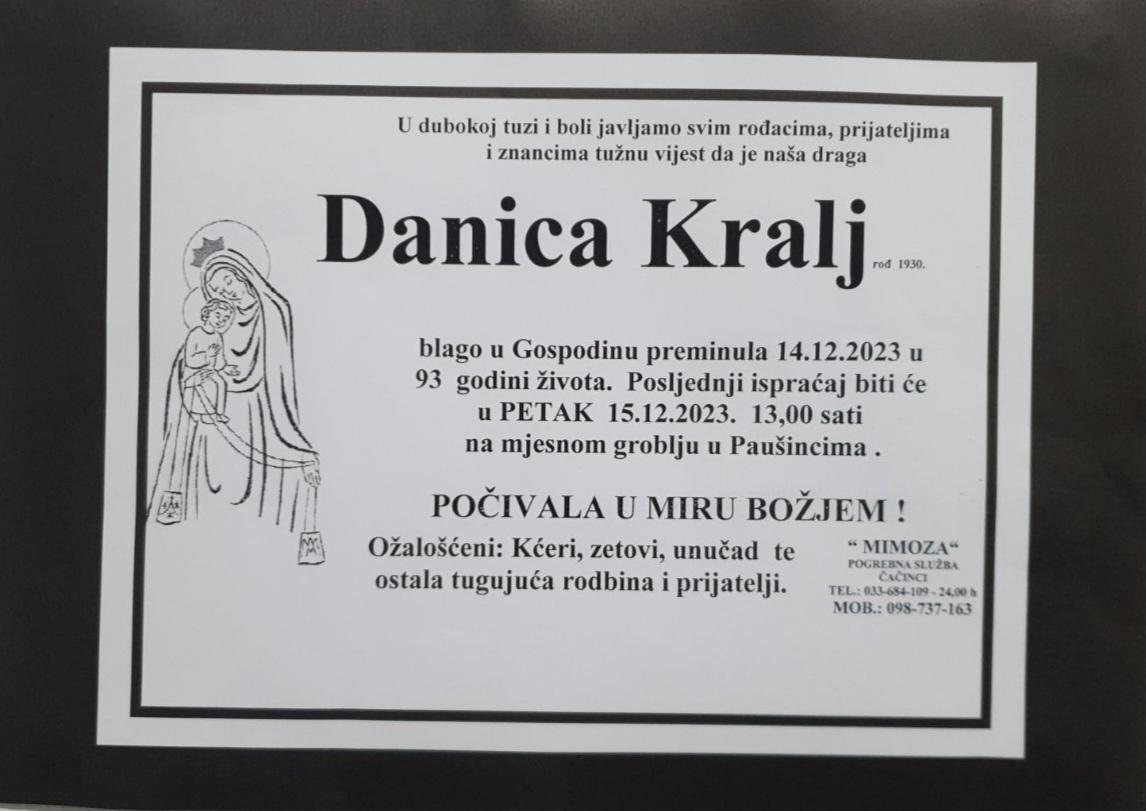 U dubokoj tuzi i boli javljamo svim rođacima, prijateljima
i znancima tužnu vijest da je naša draga
Danica Kralj rođ 1930.
blago u Gospodinu preminula 14.12.2023 u
93 godini života. Posljednji ispraćaj biti će
u PETAK 15.12.2023. 13,00 sati
na mjesnom groblju u Paušincima .
POČIVALA U MIRU BOŽJEM !
Ožalošćeni: Kćeri, zetovi, unučad te
ostala tugujuća rodbina i prijatelji.
“ MIMOZA“
POGREBNA SLUŽBA
ČAČINCI
TEL.: 033-684-109 - 24,00 h
MOB.: 098-737-163